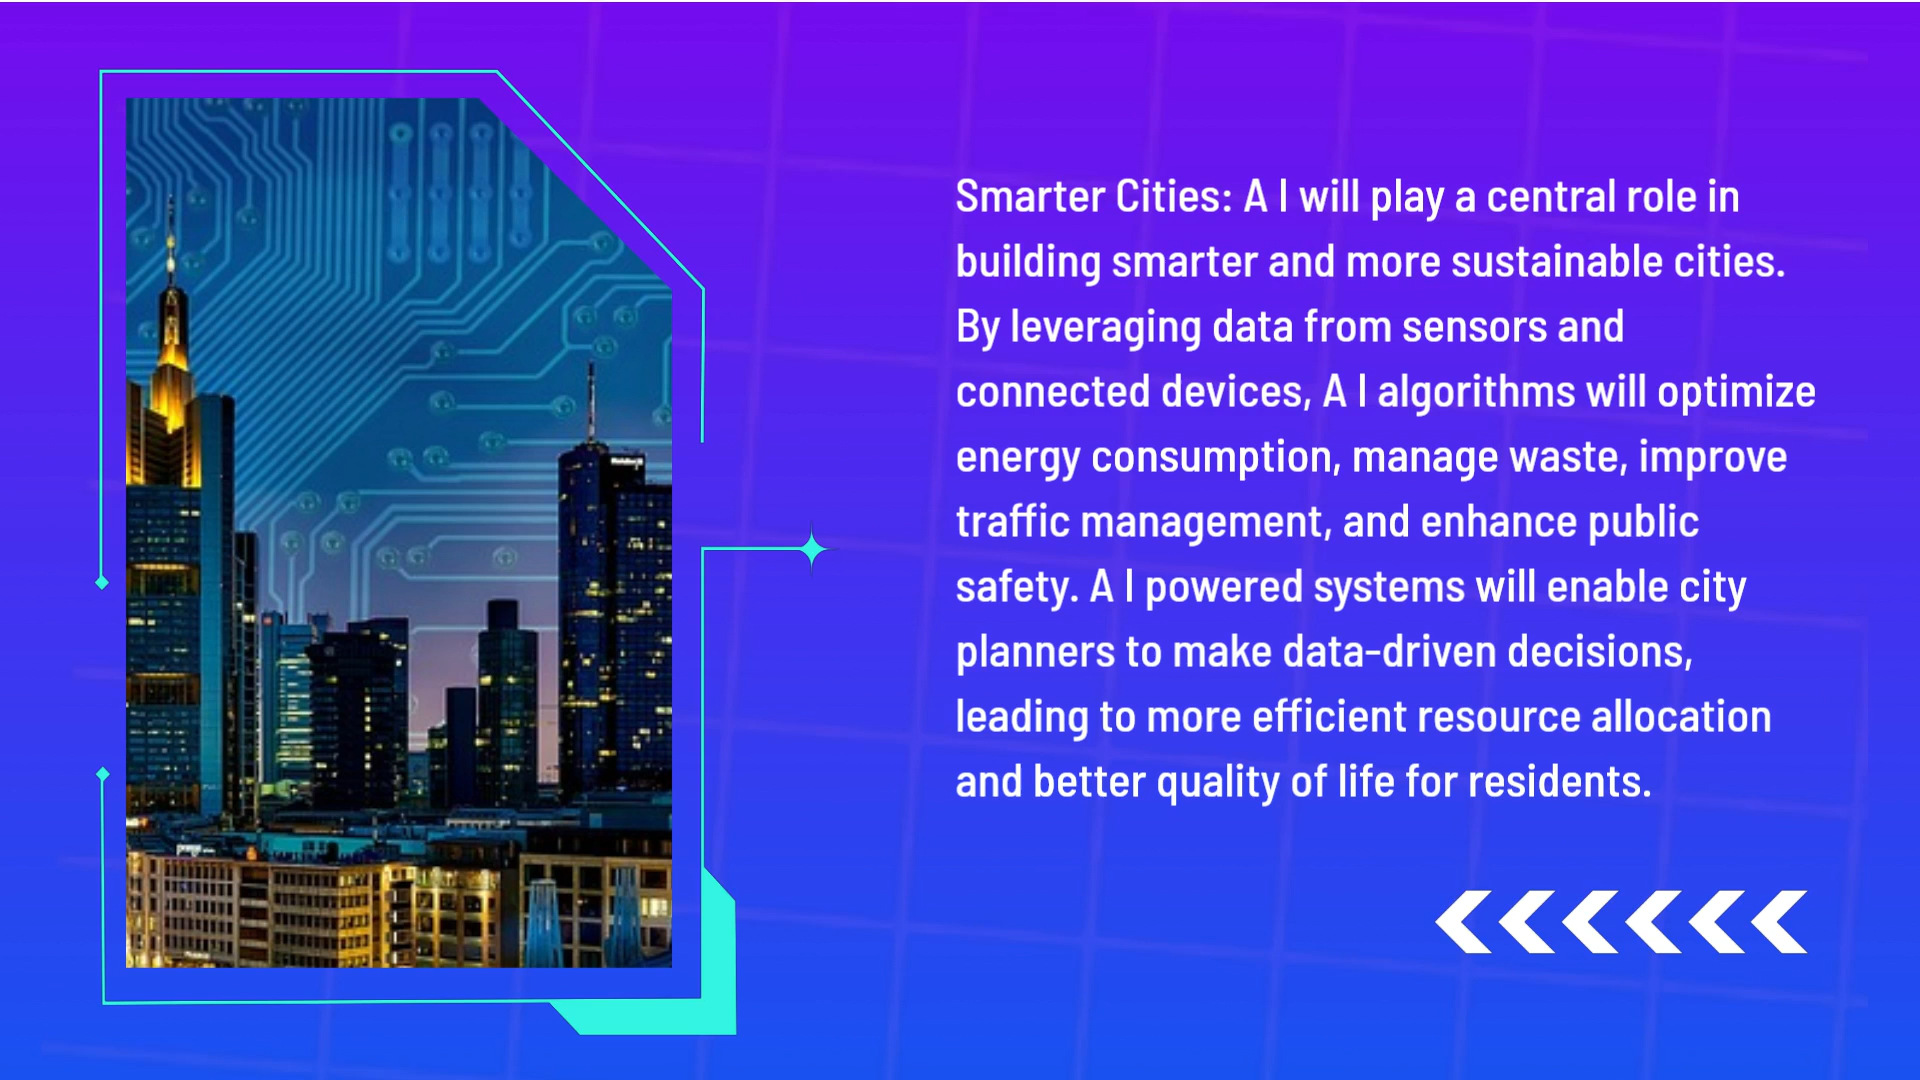 Smarter Cities: A I will play a central role in
building smarter and more sustainable cities.
By leveraging data from sensors and
connected devices, A I algorithms will optimize
energy consumption, manage waste, improve
traffic management, and enhance public
safety. A I powered systems will enable city
planners to make data-driven decisions,
leading to more efficient resource allocation
and better quality of life for residents.